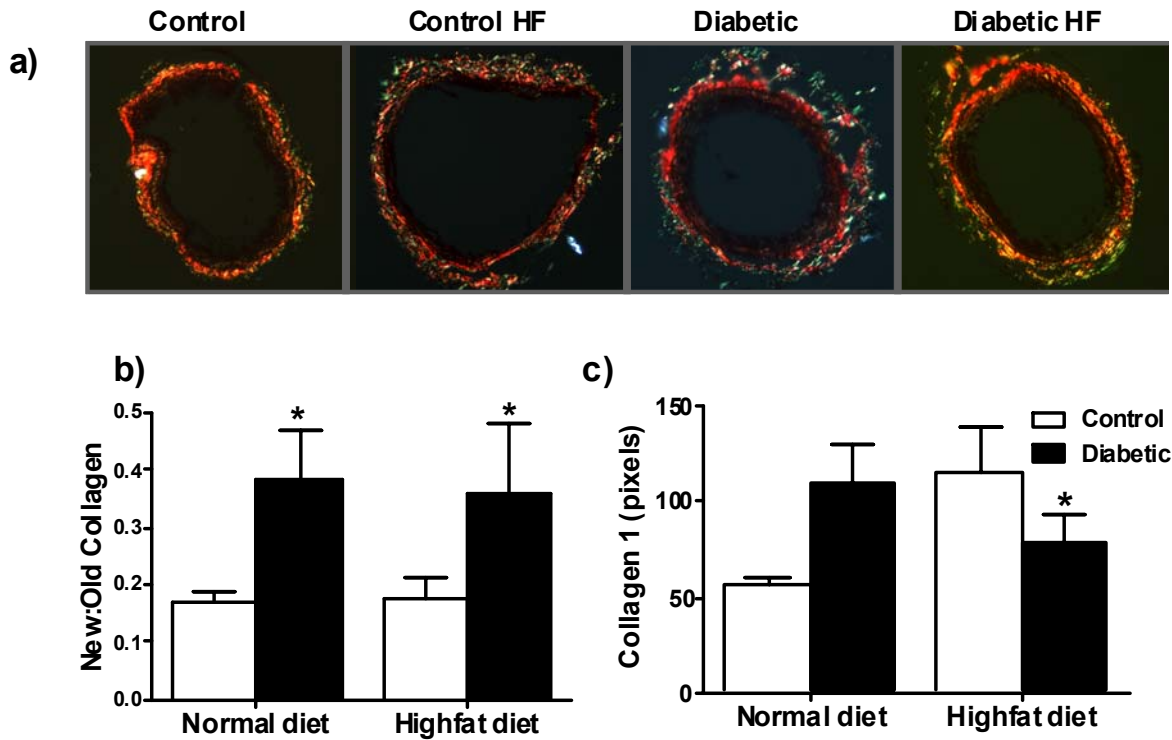 Control Control HF Diabetic Diabetic HF
a)
b)
New:Old Collagen
0.5
0.4
0.3
0.2
0.1
0.0
*
*
Normal diet Highfat diet
c)
Collagen 1 (pixels)
150
100
50
0
Control
Diabetic
*
Normal diet Highfat diet